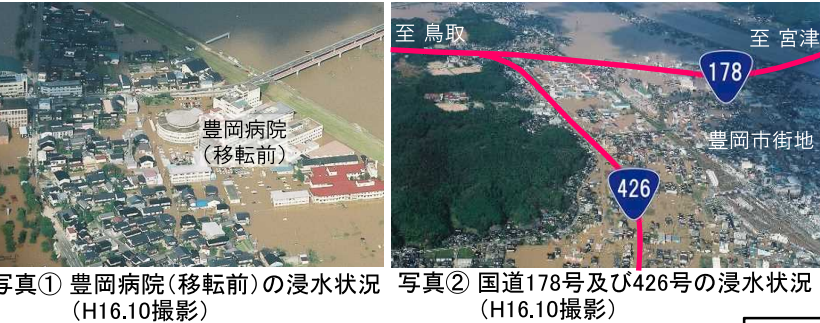 豊岡病院
(移転前)
至 鳥取
至 宮津
178
豊岡市街地
426
写真① 豊岡病院(移転前)の浸水状況
(H16.10撮影)
写真② 国道178号及び426号の浸水状況
(H16.10撮影)